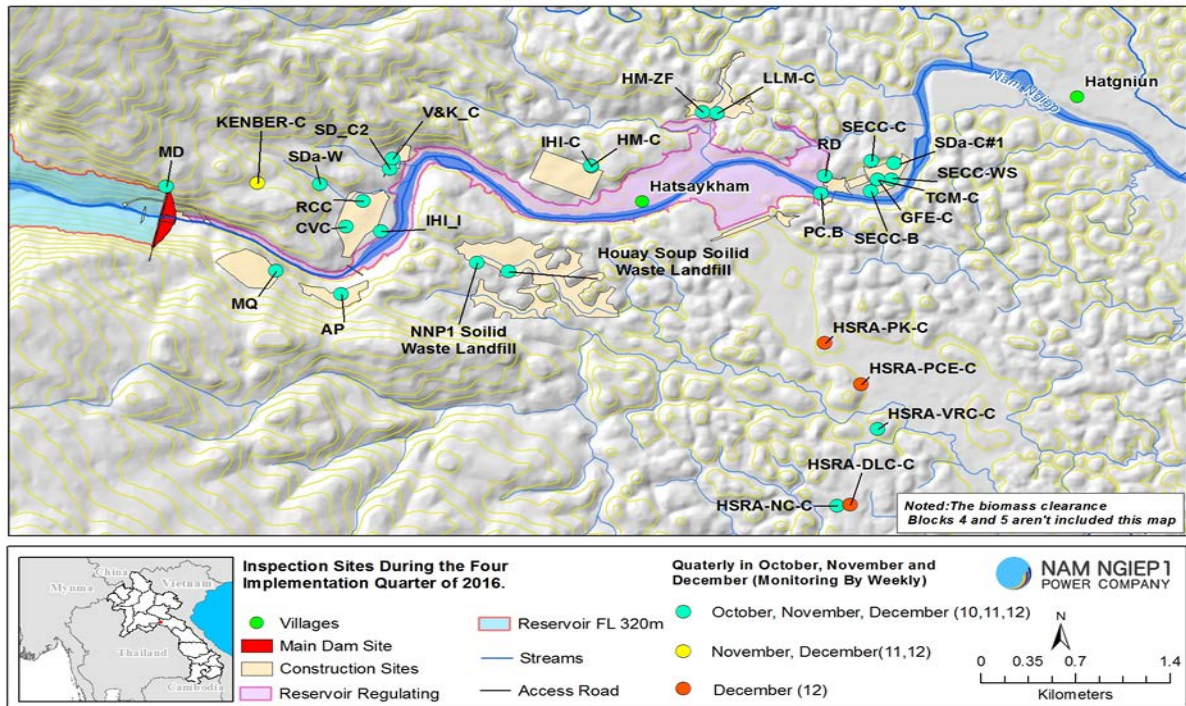 HM-ZF
LLM-C
Nam Ngiep
Hatgniun
V&K_C
KENBER-C
SD_C2
MD
SDa-W
IHI-C
HM-C
SECC-C
RD
SDa-C#1
SECC-WS
RCC
Hatsaykham
TCM-C
CVC
IHI_I
GFE-C
PC.B
SECC-B
Houay Soup Soilid
Waste Landfill
MQ
AP
NNP1 Soilid
Waste Landfill
HSRA-PK-C
HSRA-PCE-C
HSRA-VRC-C
HSRA-DLC-C
HSRA-NC-C
Noted:The biomass clearance
Blocks 4 and 5 aren't included this map
China
Mynma
Vietnam
Thailand
Cambodia
Inspection Sites During the Four
Implementation Quarter of 2016.
Villages
Main Dam Site
Construction Sites
Reservoir Regulating
Reservoir FL 320m
Streams
Access Road
Quaterly in October, November and
December (Monitoring By Weekly)
October, November, December (10,11,12)
November, December(11,12)
December (12)
NAM NGIEP1
POWER COMPANY
N
0 0.35 0.7 1.4
Kilometers